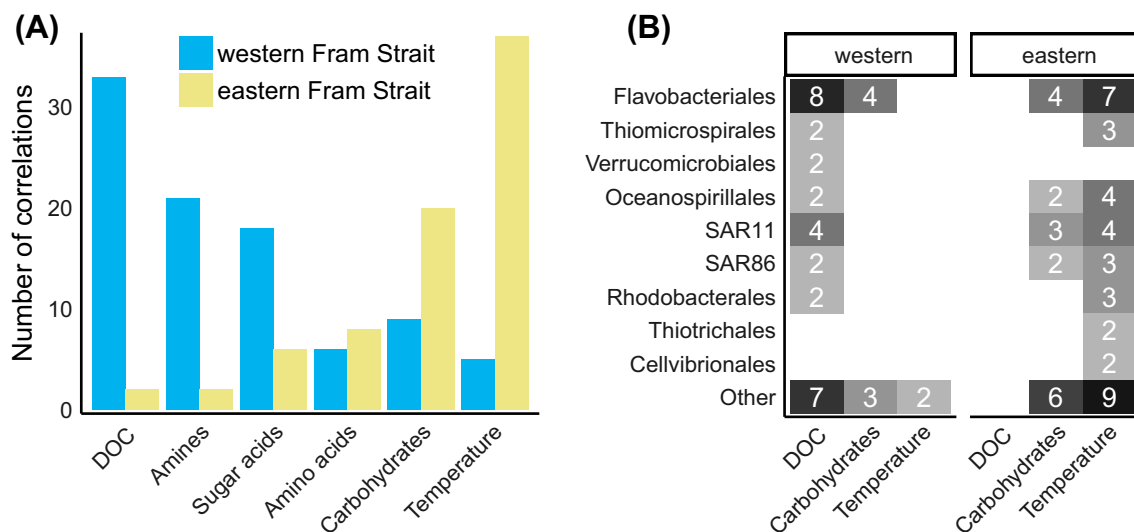 (A)
western Fram Strait
eastern Fram Strait
Number of correlations
30
20
10
0
DOC
Amines
Sugar acids
Amino acids
Carbohydrates
Temperature
(B)
western eastern
Flavobacteriales 8 4 4 7
Thiomicrospirales 2 3
Verrucomicrobiales 2
Oceanospirillales 2 2 4
SAR11 4 3 4
SAR86 2 2 3
Rhodobacterales 2 3
Thiotrichales 2
Cellvibrionales 2
Other 7 3 2 6 9
DOC
Carbohydrates
Temperature
DOC
Carbohydrates
Temperature